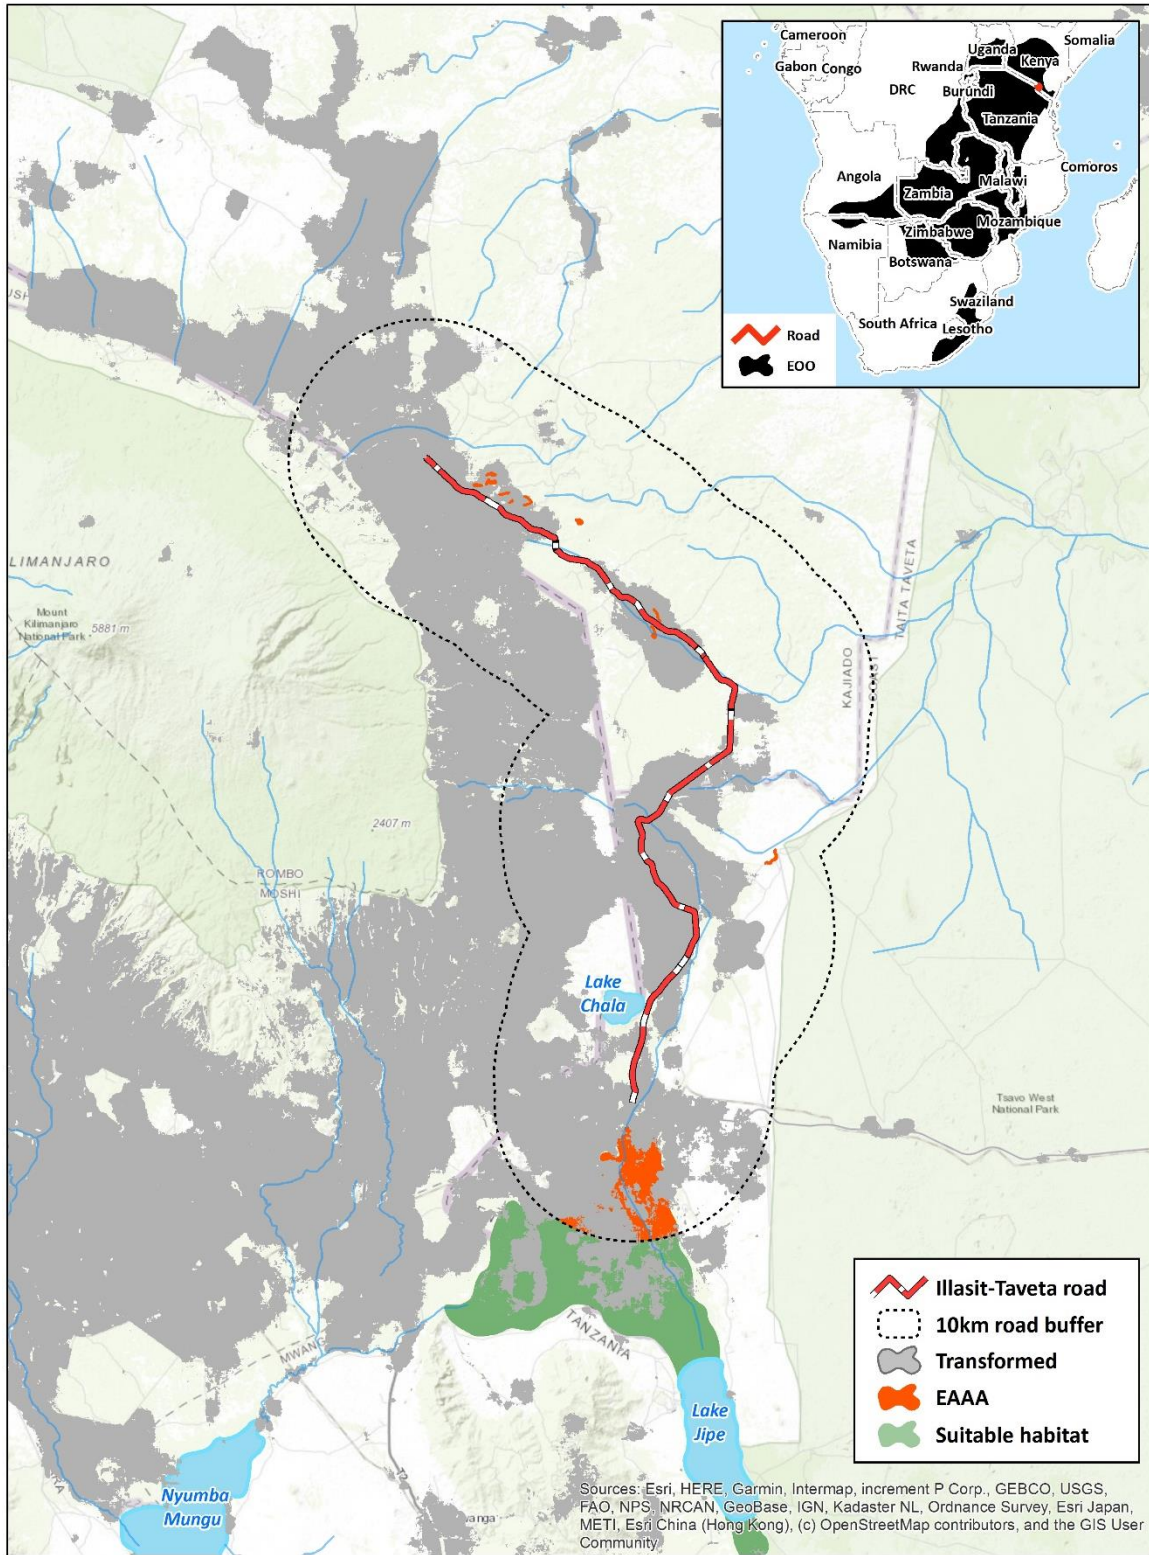 Cameroon
Somalia
Uganda
Kenya
Gabon
Congo
Rwanda
DRC
Burundi
Tanzania
Comoros
Angola
Malawi
Zambia
Mozambique
Zimbabwe
Namibia
Botswana
Swaziland
South Africa
Lesotho
Road
EOO
USH
LIMANJARO
Mount
Kilimanjaro
National Park
5881 m
TAITA TAVETA
KAJIADO
2407 m
ROMBO
MOSHI
Lake
Chala
Tsavo West
National Park
TANZANIA
MWANG
Lake
Jipe
Nyumba
Mungu
Illasit-Taveta road
10km road buffer
Transformed
EAAA
Suitable habitat
Sources: Esri, HERE, Garmin, Intermap, increment P Corp., GEBCO, USGS,
FAO, NPS, NRCAN, GeoBase, IGN, Kadaster NL, Ordnance Survey, Esri Japan,
METI, Esri China (Hong Kong), (c) OpenStreetMap contributors, and the GIS User
Community